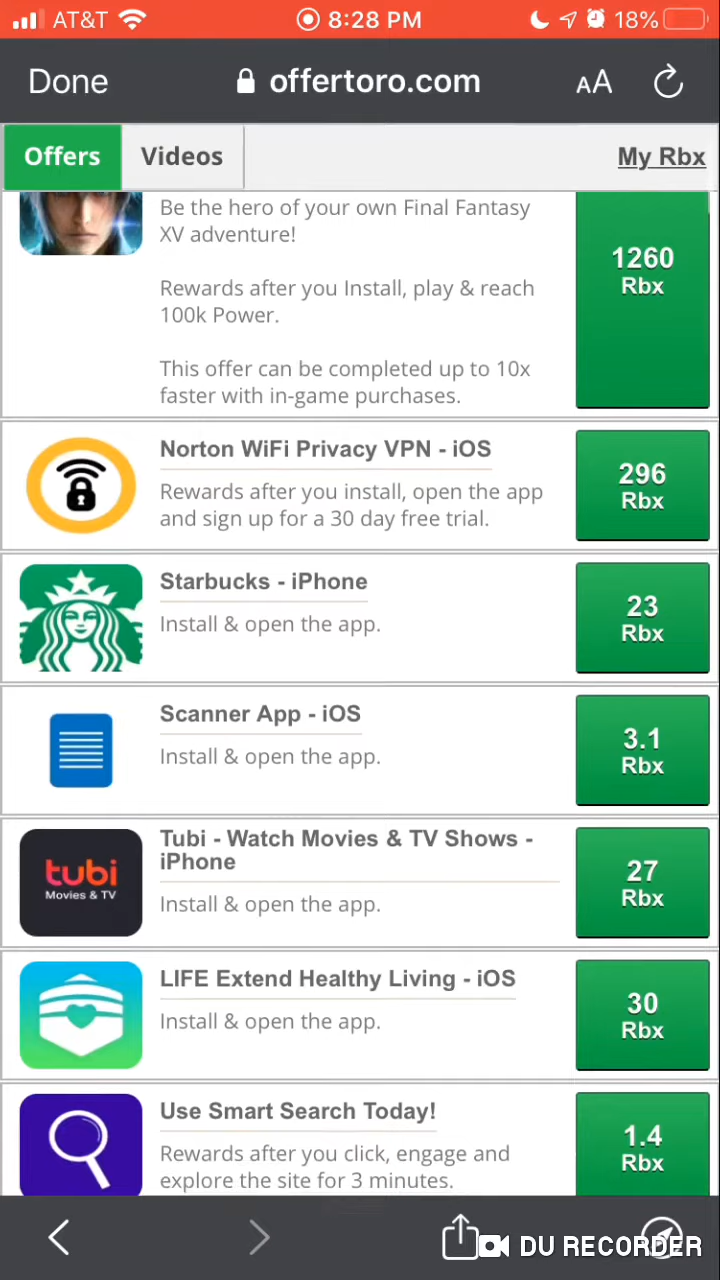 AT&T 8:28 PM 18%
Done offertoro.com AA
Offers Videos My Rbx
Be the hero of your own Final Fantasy
XV adventure!
Rewards after you Install, play & reach
100k Power.
This offer can be completed up to 10x
faster with in-game purchases.
1260
Rbx
Norton WiFi Privacy VPN - iOS
Rewards after you install, open the app
and sign up for a 30 day free trial.
296
Rbx
Starbucks - iPhone
Install & open the app.
23
Rbx
Scanner App - iOS
Install & open the app.
3.1
Rbx
tubi
Movies & TV
Tubi - Watch Movies & TV Shows -
iPhone
Install & open the app.
27
Rbx
LIFE Extend Healthy Living - iOS
Install & open the app.
30
Rbx
Use Smart Search Today!
Rewards after you click, engage and
explore the site for 3 minutes.
1.4
Rbx
DU RECORDER